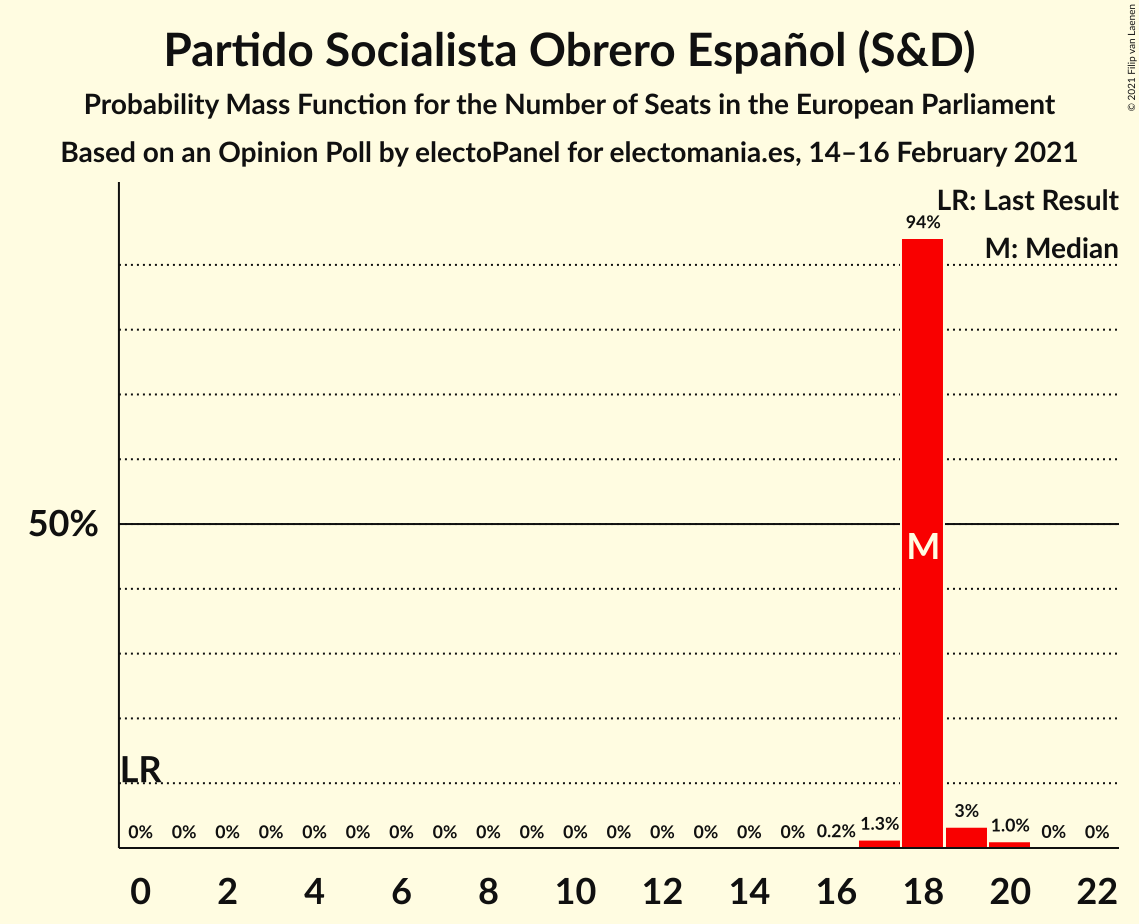 Partido Socialista Obrero Español (S&D)
Probability Mass Function for the Number of Seats in the European Parliament
Based on an Opinion Poll by electoPanel for electomania.es, 14–16 February 2021
© 2021 Filip van Laenen
LR: Last Result
M: Median
94%
50%
M
LR
0% 0% 0% 0% 0% 0% 0% 0% 0% 0% 0% 0% 0% 0% 0% 0% 0.2% 1.3% 3% 1.0% 0% 0%
0 2 4 6 8 10 12 14 16 18 20 22